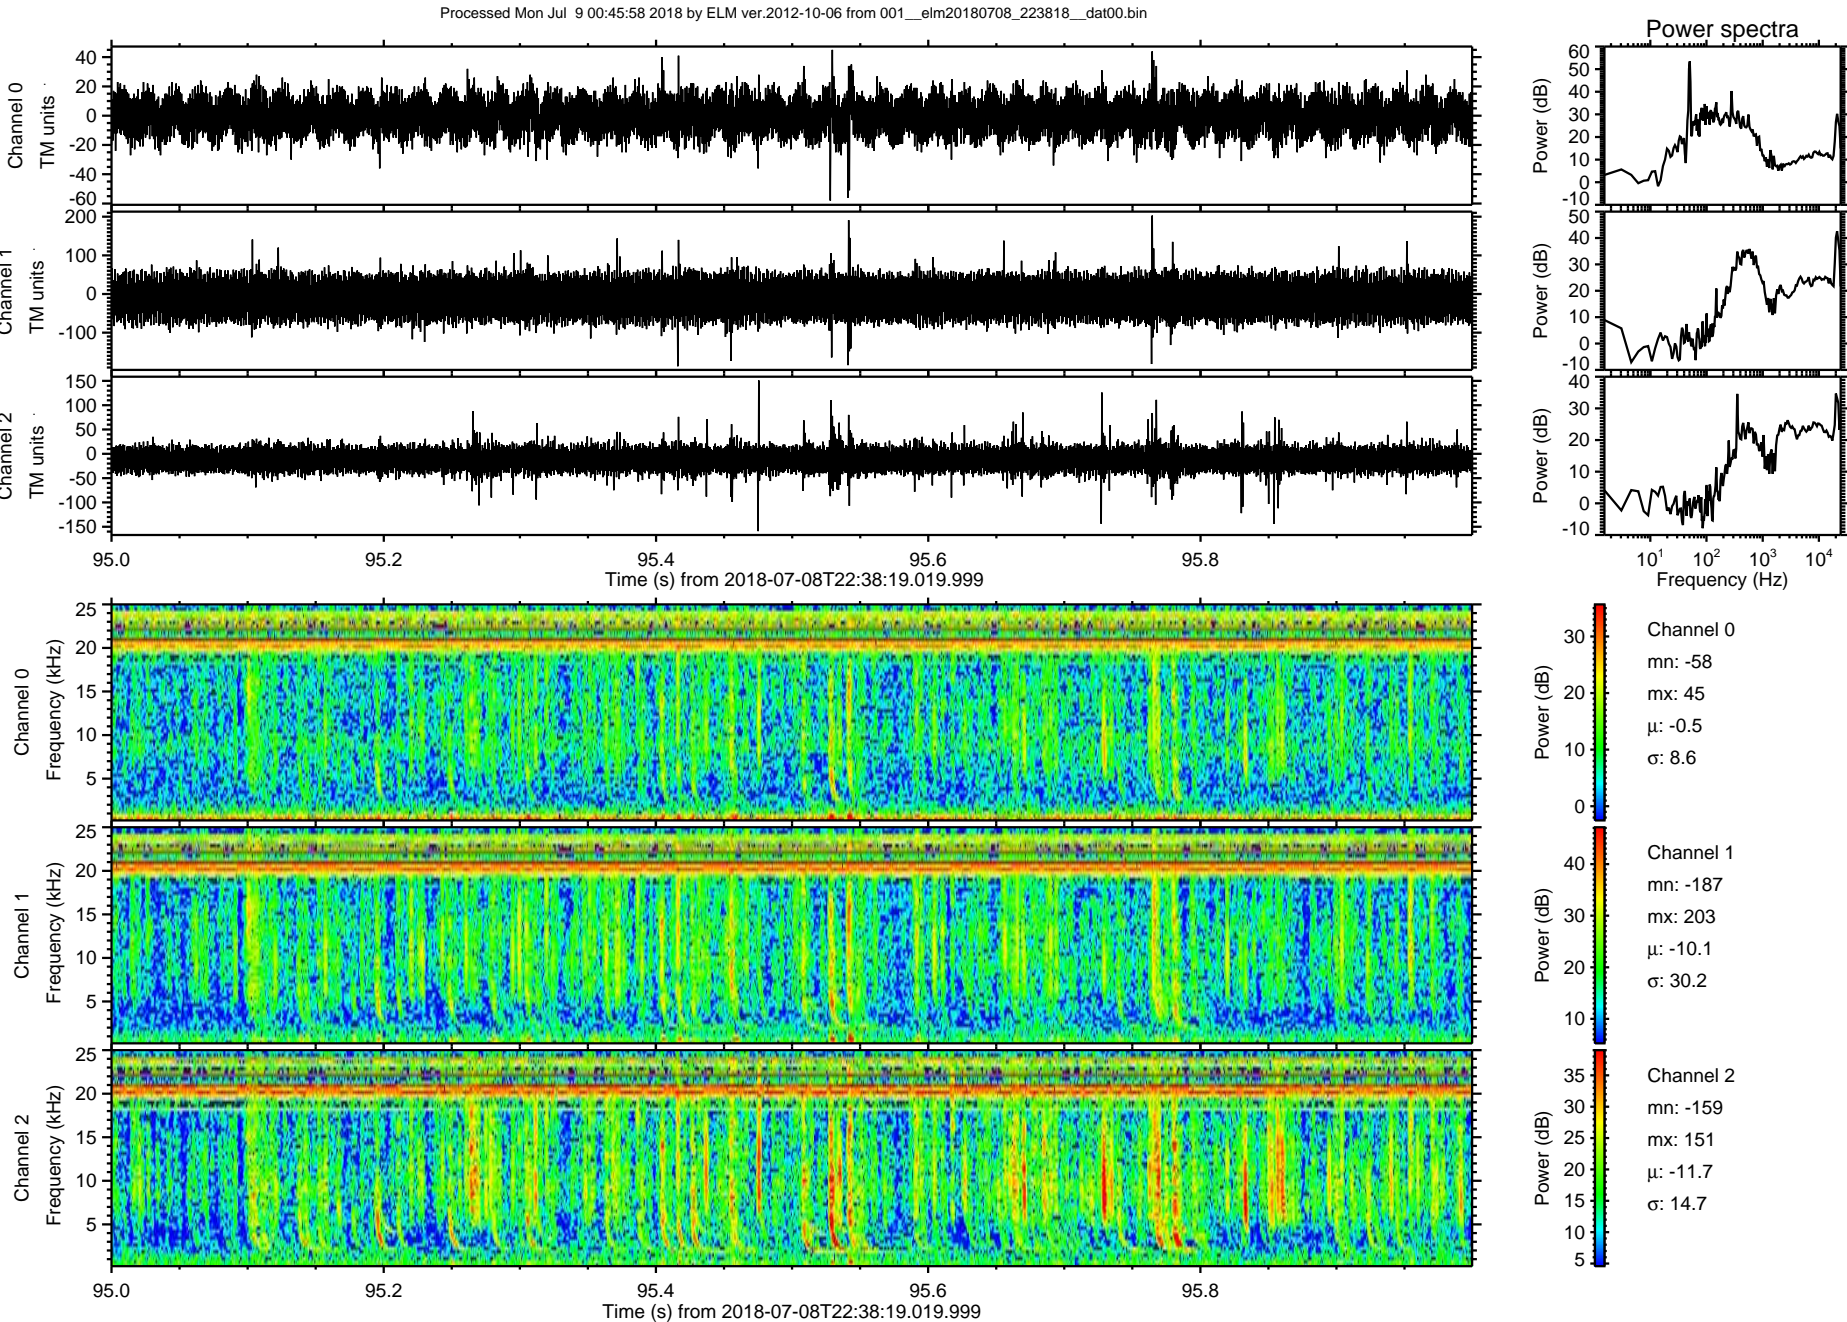 Processed Mon Jul  9 00:45:58 2018 by ELM ver.2012-10-06 from 001__elm20180708_223818__dat00.bin
Power spectra
Channel 0
TM units
40
20
0
-20
-40
-60
Power (dB)
60
50
40
30
20
10
0
-10
Channel 1
TM units
200
100
0
-100
Power (dB)
50
40
30
20
10
0
-10
Channel 2
TM units
150
100
50
0
-50
-100
-150
Power (dB)
40
30
20
10
0
-10
95.0 95.2 95.4 95.6 95.8
Time (s) from 2018-07-08T22:38:19.019.999
10¹ 10² 10³ 10⁴
Frequency (Hz)
Channel 0
Frequency (kHz)
25
20
15
10
5
Power (dB)
30
20
10
0
Channel 0
mn: -58
mx: 45
μ: -0.5
σ: 8.6
Channel 1
Frequency (kHz)
25
20
15
10
5
Power (dB)
40
30
20
10
Channel 1
mn: -187
mx: 203
μ: -10.1
σ: 30.2
Channel 2
Frequency (kHz)
25
20
15
10
5
Power (dB)
35
30
25
20
15
10
5
Channel 2
mn: -159
mx: 151
μ: -11.7
σ: 14.7
95.0 95.2 95.4 95.6 95.8
Time (s) from 2018-07-08T22:38:19.019.999